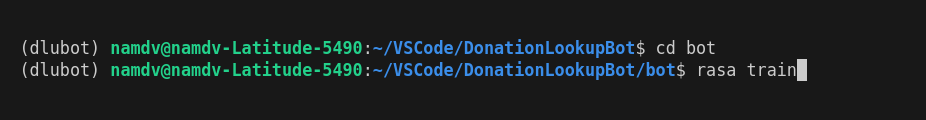 (dlubot) namdv@namdv-Latitude-5490:~/VSCode/DonationLookupBot$ cd bot
(dlubot) namdv@namdv-Latitude-5490:~/VSCode/DonationLookupBot/bot$ rasa train